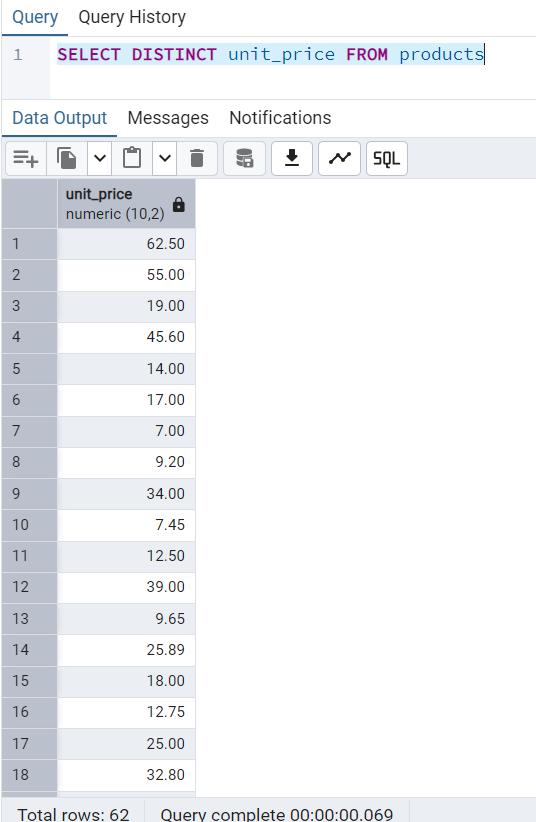 Query Query History
1 SELECT DISTINCT unit_price FROM products
Data Output Messages Notifications
SQL
unit_price
numeric (10,2)
1 62.50
2 55.00
3 19.00
4 45.60
5 14.00
6 17.00
7 7.00
8 9.20
9 34.00
10 7.45
11 12.50
12 39.00
13 9.65
14 25.89
15 18.00
16 12.75
17 25.00
18 32.80
Total rows: 62 Query complete 00:00:00.069